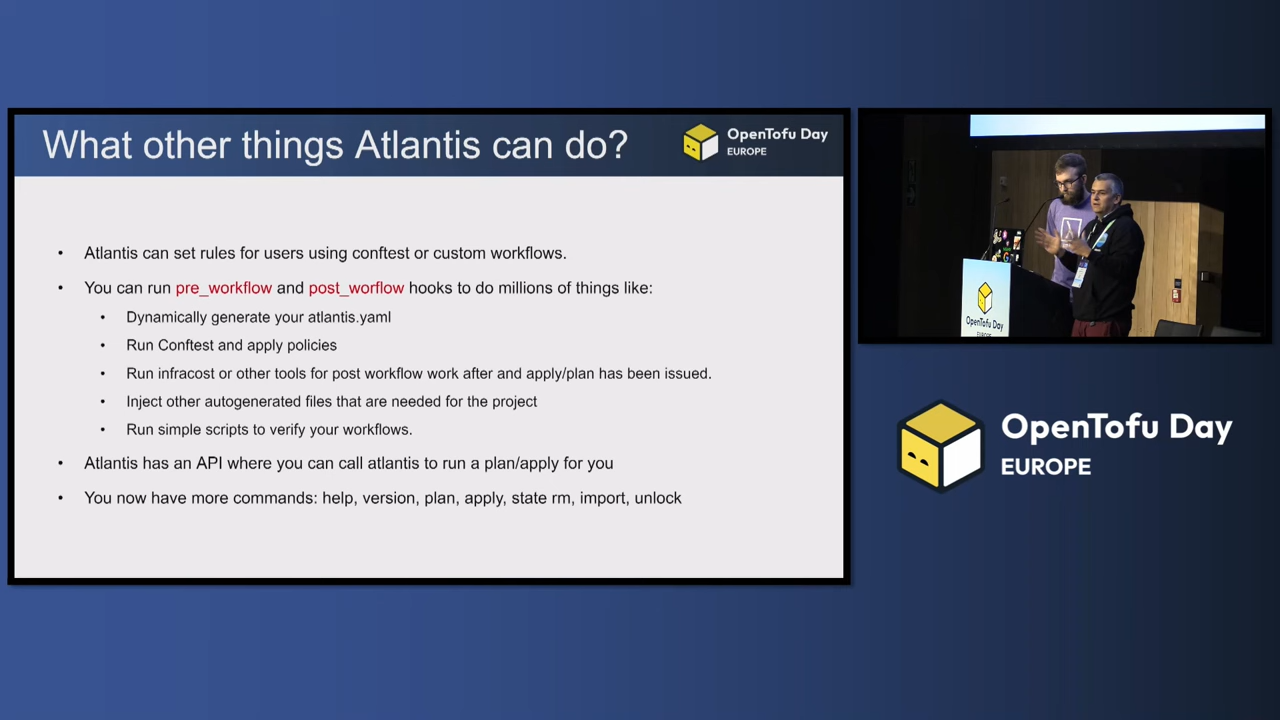 What other things Atlantis can do?
OpenTofu Day
EUROPE
• Atlantis can set rules for users using conftest or custom workflows.
• You can run pre_workflow and post_worflow hooks to do millions of things like:
• Dynamically generate your atlantis.yaml
• Run Conftest and apply policies
• Run infracost or other tools for post workflow work after and apply/plan has been issued.
• Inject other autogenerated files that are needed for the project
• Run simple scripts to verify your workflows.
• Atlantis has an API where you can call atlantis to run a plan/apply for you
• You now have more commands: help, version, plan, apply, state rm, import, unlock
OpenTofu Day
OpenTofu Day
EUROPE